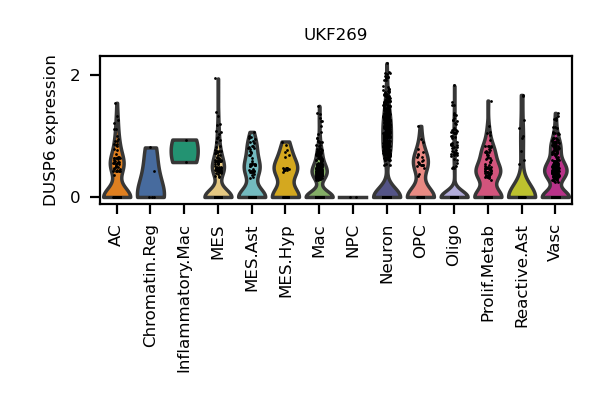 UKF269
DUSP6 expression
2
0
AC
Chromatin.Reg
Inflammatory.Mac
MES
MES.Ast
MES.Hyp
Mac
NPC
Neuron
OPC
Oligo
Prolif.Metab
Reactive.Ast
Vasc